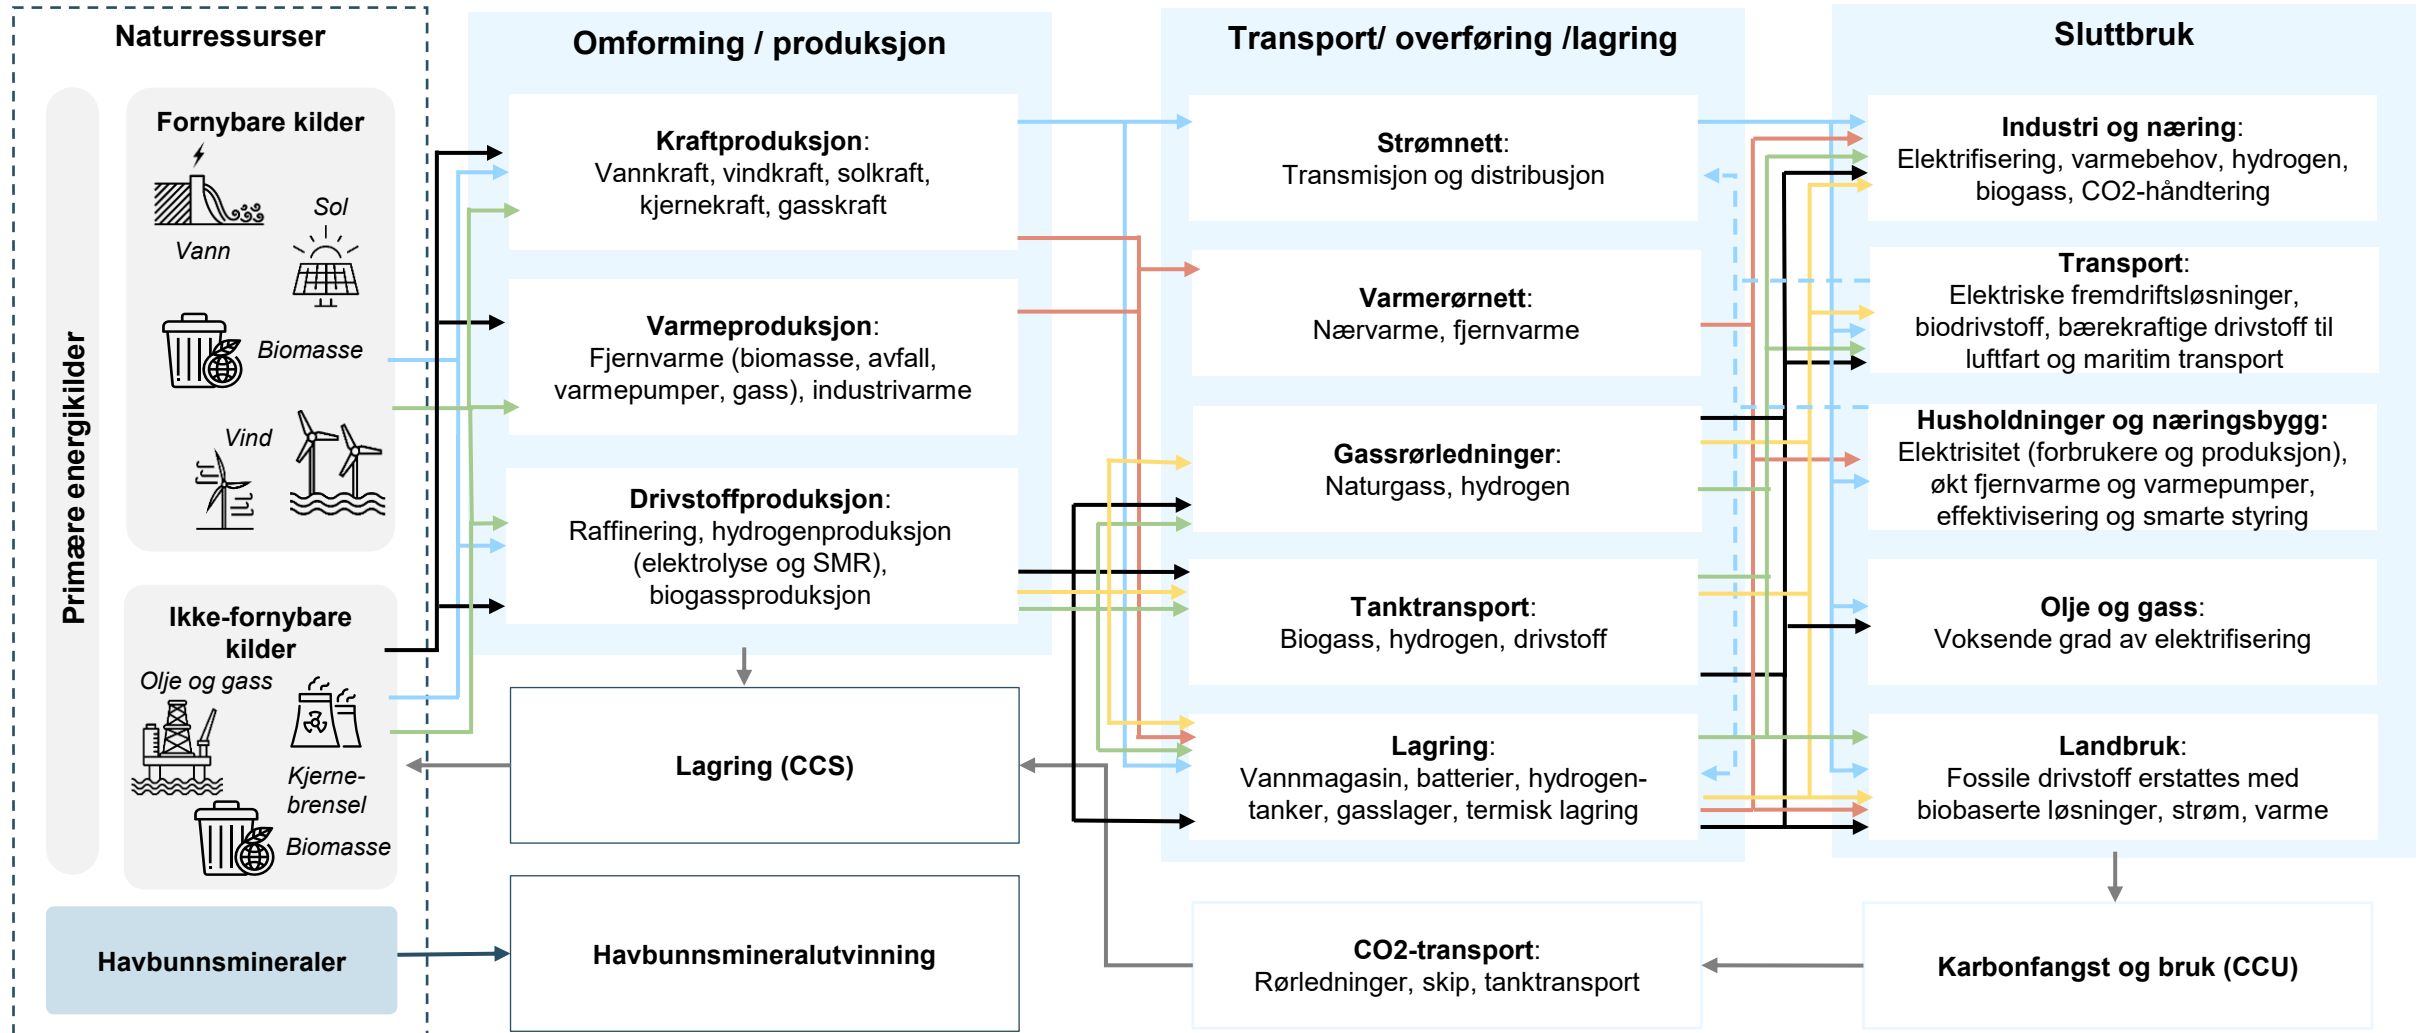 Naturressurser
Primære energikilder
Fornybare kilder
Vann
Sol
Biomasse
Vind
Ikke-fornybare
kilder
Olje og gass
Kjerne-
brensel
Biomasse
Havbunnsmineraler
Omforming / produksjon
Kraftproduksjon:
Vannkraft, vindkraft, solkraft,
kjernekraft, gasskraft
Varmeproduksjon:
Fjernvarme (biomasse, avfall,
varmepumper, gass), industrivarme
Drivstoffproduksjon:
Raffinering, hydrogenproduksjon
(elektrolyse og SMR),
biogassproduksjon
Lagring (CCS)
Havbunnsmineralutvinning
Transport/ overføring /lagring
Strømnett:
Transmisjon og distribusjon
Varmerørnett:
Nærvarme, fjernvarme
Gassrørledninger:
Naturgass, hydrogen
Tanktransport:
Biogass, hydrogen, drivstoff
Lagring:
Vannmagasin, batterier, hydrogen-
tanker, gasslager, termisk lagring
CO2-transport:
Rørledninger, skip, tanktransport
Sluttbruk
Industri og næring:
Elektrifisering, varmebehov, hydrogen,
biogass, CO2-håndtering
Transport:
Elektriske fremdriftsløsninger,
biodrivstoff, bærekraftige drivstoff til
luftfart og maritim transport
Husholdninger og næringsbygg:
Elektrisitet (forbrukere og produksjon),
økt fjernvarme og varmepumper,
effektivisering og smarte styring
Olje og gass:
Voksende grad av elektrifisering
Landbruk:
Fossile drivstoff erstattes med
biobaserte løsninger, strøm, varme
Karbonfangst og bruk (CCU)